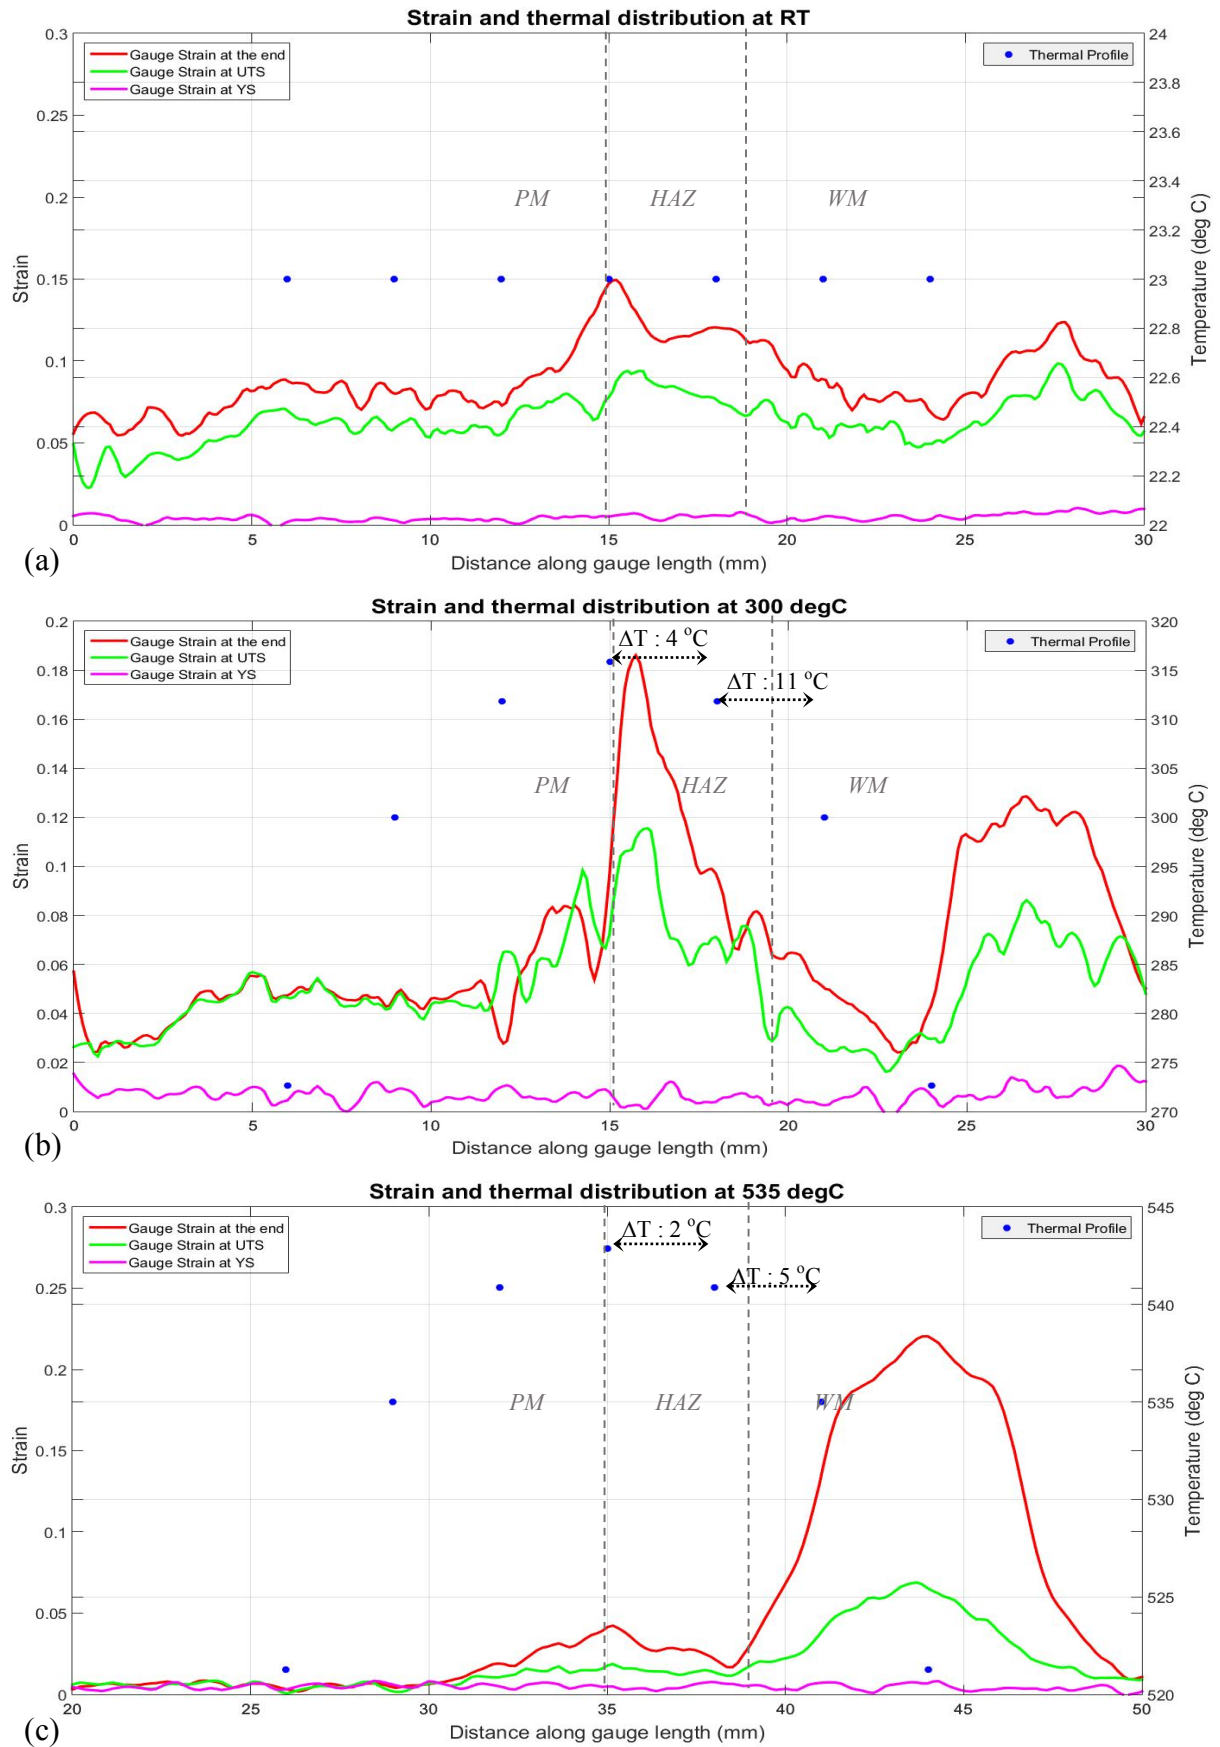 Strain and thermal distribution at RT
Gauge Strain at the end
Gauge Strain at UTS
Gauge Strain at YS
Thermal Profile
0.3
0.25
0.2
0.15
0.1
0.05
0
24
23.8
23.6
23.4
23.2
23
22.8
22.6
22.4
22.2
22
PM
HAZ
WM
Strain
Temperature (deg C)
0 5 10 15 20 25 30
Distance along gauge length (mm)
(a)
Strain and thermal distribution at 300 degC
Gauge Strain at the end
Gauge Strain at UTS
Gauge Strain at YS
Thermal Profile
ΔT : 4 °C
ΔT : 11 °C
0.2
0.18
0.16
0.14
0.12
0.1
0.08
0.06
0.04
0.02
0
320
315
310
305
300
295
290
285
280
275
270
PM
HAZ
WM
Strain
Temperature (deg C)
0 5 10 15 20 25 30
Distance along gauge length (mm)
(b)
Strain and thermal distribution at 535 degC
Gauge Strain at the end
Gauge Strain at UTS
Gauge Strain at YS
Thermal Profile
ΔT : 2 °C
ΔT : 5 °C
0.3
0.25
0.2
0.15
0.1
0.05
0
545
540
535
530
525
520
PM
HAZ
WM
Strain
Temperature (deg C)
20 25 30 35 40 45 50
Distance along gauge length (mm)
(c)